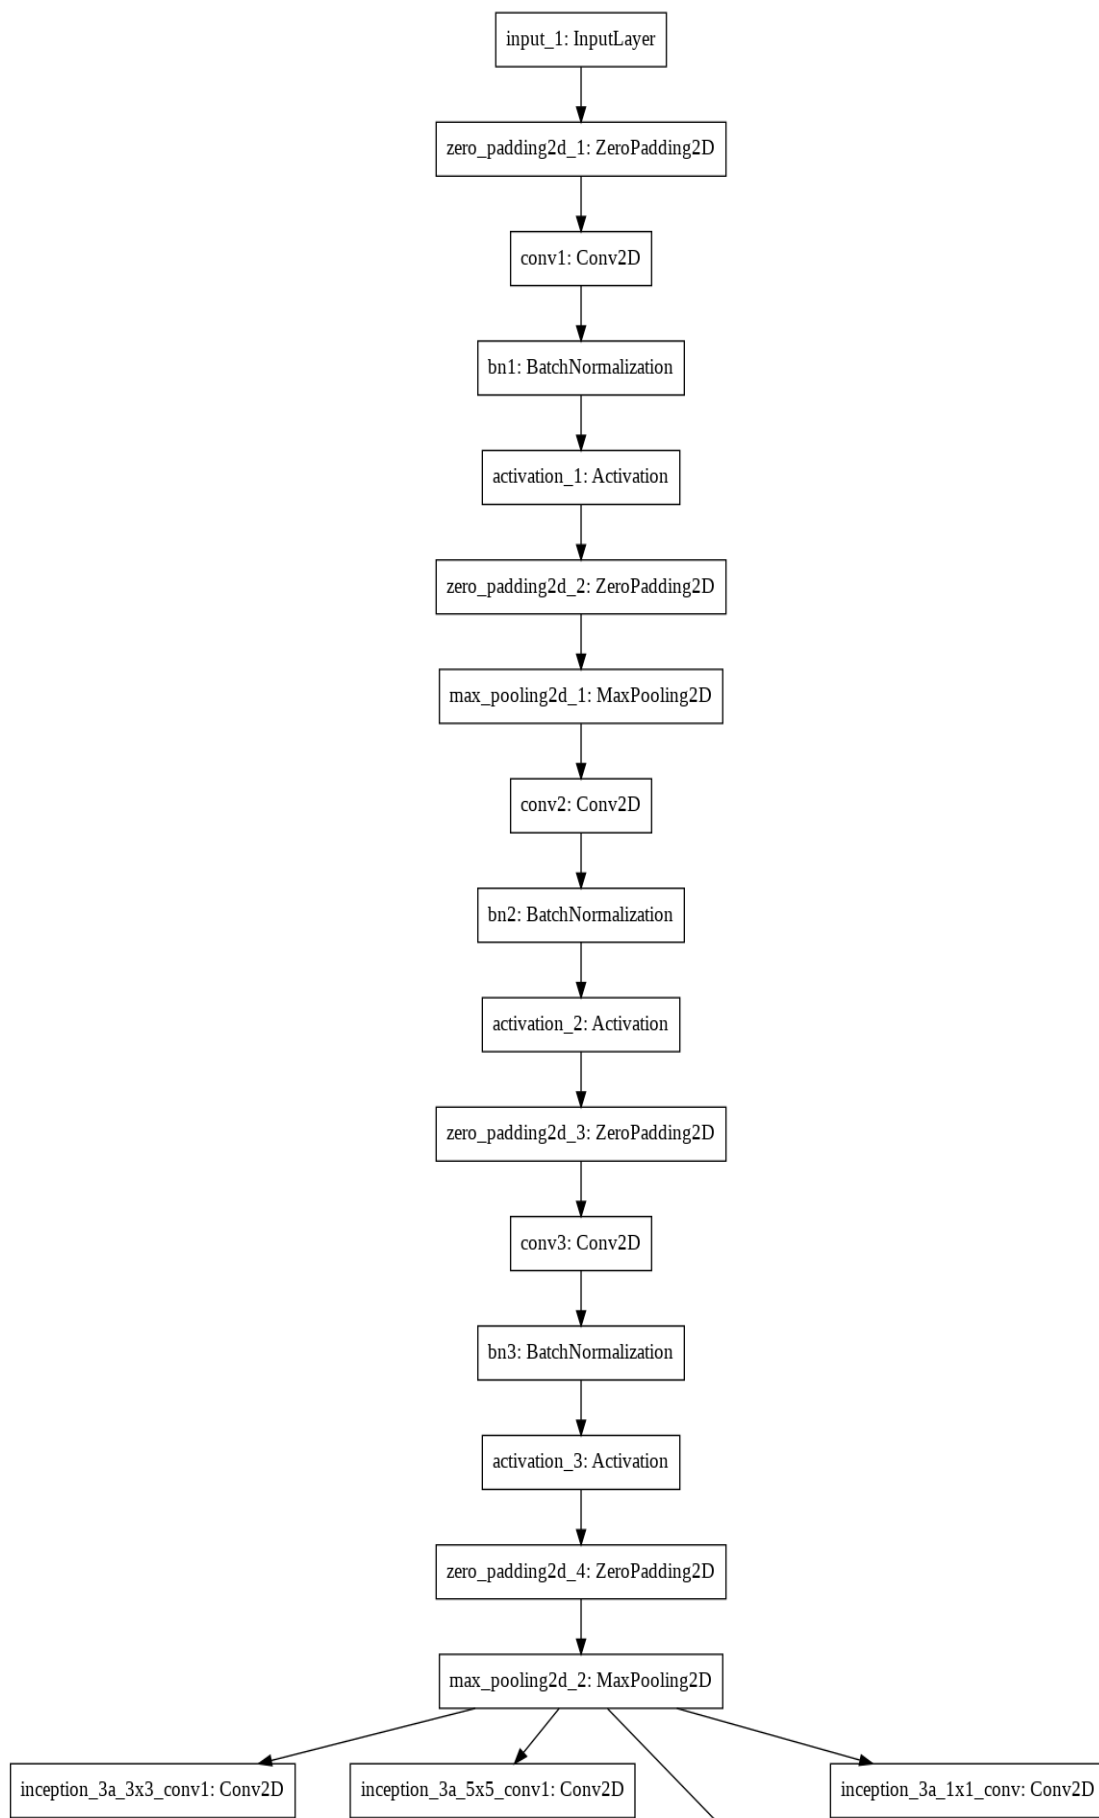 input_1: InputLayer
zero_padding2d_1: ZeroPadding2D
conv1: Conv2D
bn1: BatchNormalization
activation_1: Activation
zero_padding2d_2: ZeroPadding2D
max_pooling2d_1: MaxPooling2D
conv2: Conv2D
bn2: BatchNormalization
activation_2: Activation
zero_padding2d_3: ZeroPadding2D
conv3: Conv2D
bn3: BatchNormalization
activation_3: Activation
zero_padding2d_4: ZeroPadding2D
max_pooling2d_2: MaxPooling2D
inception_3a_3x3_conv1: Conv2D
inception_3a_5x5_conv1: Conv2D
inception_3a_1x1_conv: Conv2D